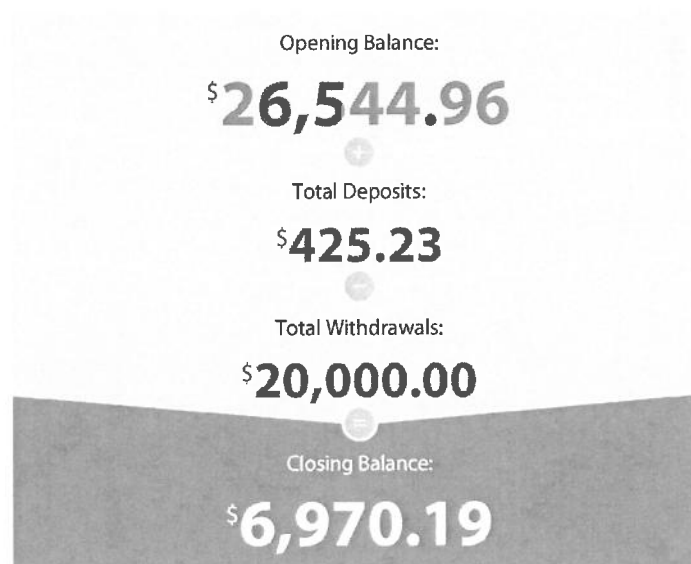 Opening Balance:
$26,544.96
+
Total Deposits:
$425.23
-
Total Withdrawals:
$20,000.00
=
Closing Balance:
$6,970.19